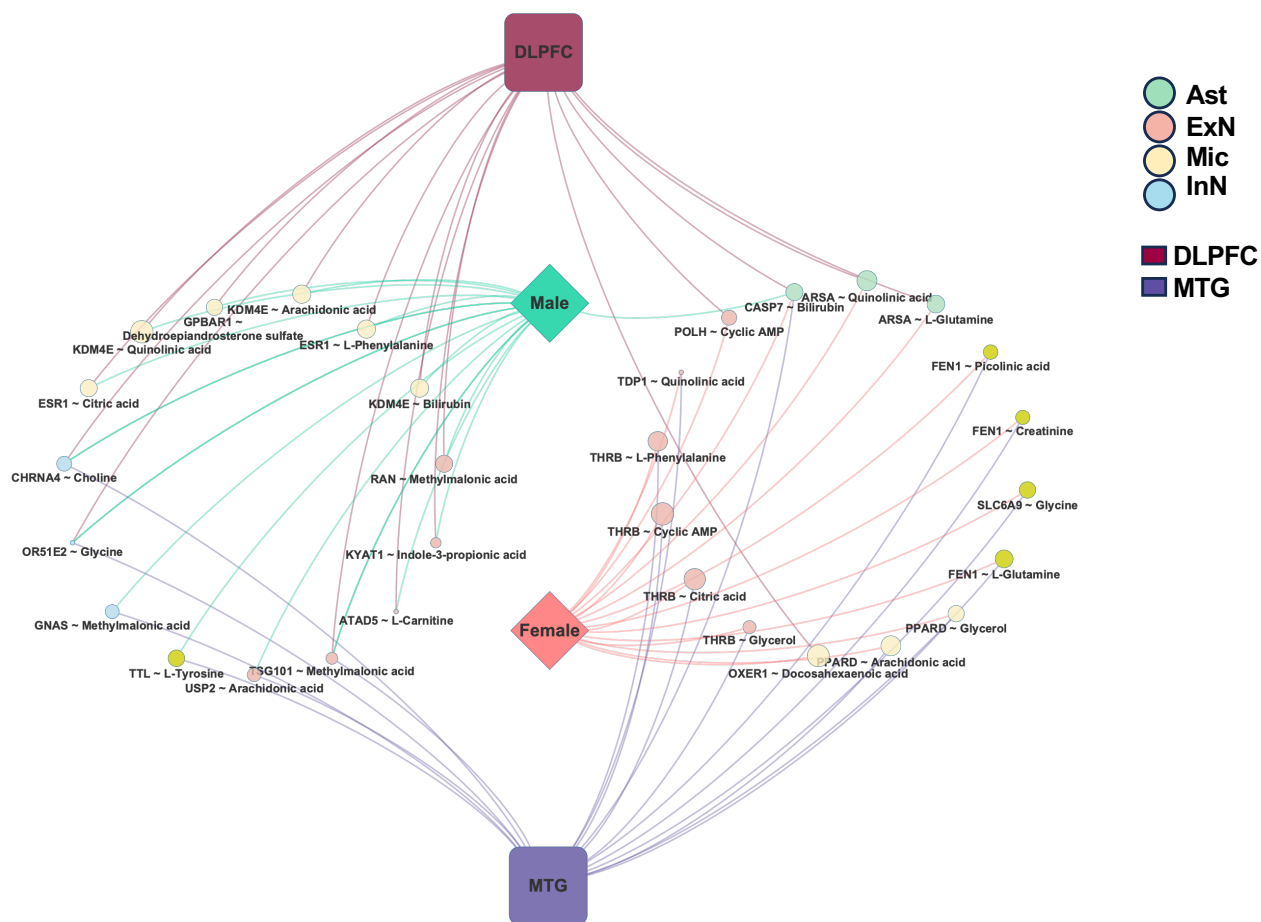 DLPFC
Ast
ExN
Mic
InN
DLPFC
MTG
Male
KDM4E ~ Arachidonic acid
GPBAR1 ~
Dehydroepiandrosterone sulfate
KDM4E ~ Quinolinic acid
ESR1 ~ L-Phenylalanine
ARSA ~ Quinolinic acid
CASP7 ~ Bilirubin
ARSA ~ L-Glutamine
POLH ~ Cyclic AMP
FEN1 ~ Picolinic acid
TDP1 ~ Quinolinic acid
ESR1 ~ Citric acid
KDM4E ~ Bilirubin
FEN1 ~ Creatinine
THRB ~ L-Phenylalanine
CHRNA4 ~ Choline
RAN ~ Methylmalonic acid
SLC6A9 ~ Glycine
THRB ~ Cyclic AMP
OR51E2 ~ Glycine
KYAT1 ~ Indole-3-propionic acid
FEN1 ~ L-Glutamine
THRB ~ Citric acid
GNAS ~ Methylmalonic acid
ATAD5 ~ L-Carnitine
Female
PPARD ~ Glycerol
THRB ~ Glycerol
PPARD ~ Arachidonic acid
OXER1 ~ Docosahexaenoic acid
TTL ~ L-Tyrosine
TSG101 ~ Methylmalonic acid
USP2 ~ Arachidonic acid
MTG